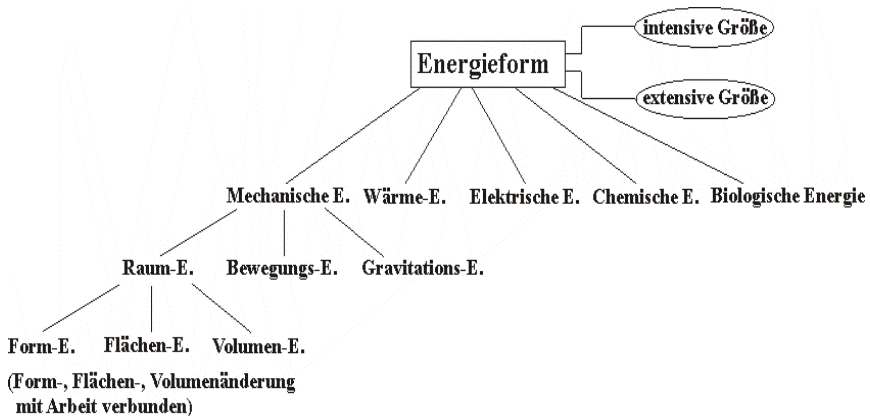 intensive Größe
Energieform
extensive Größe
Mechanische E. Wärme-E. Elektrische E. Chemische E. Biologische Energie
Raum-E. Bewegungs-E. Gravitations-E.
Form-E. Flächen-E. Volumen-E.
(Form-, Flächen-, Volumenänderung
mit Arbeit verbunden)